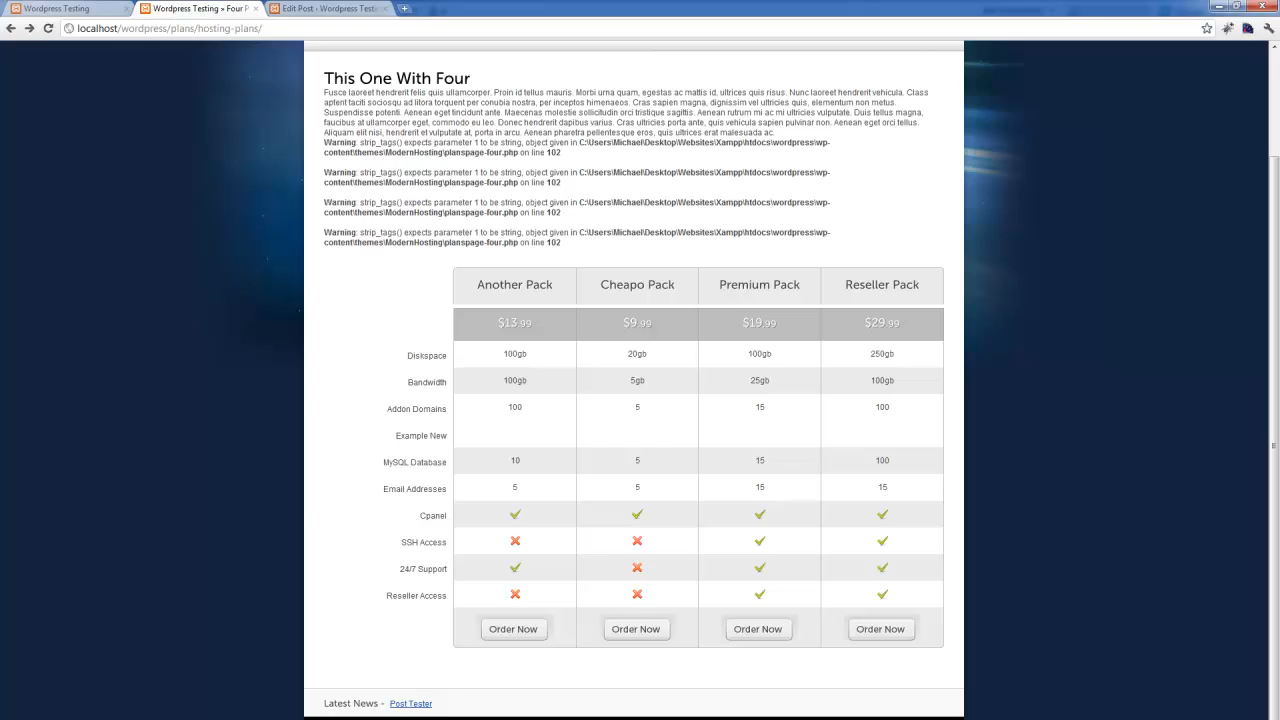 Wordpress Testing
Wordpress Testing » Four P
Edit Post ‹ Wordpress Testin
localhost/wordpress/plans/hosting-plans/
This One With Four
Fusce laoreet hendrerit felis quis ullamcorper. Proin id tellus mauris. Morbi urna quam, egestas ac mattis id, ultrices quis risus. Nunc laoreet hendrerit vehicula. Class
aptent taciti sociosqu ad litora torquent per conubia nostra, per inceptos himenaeos. Cras sapien magna, dignissim vel ultricies quis, elementum non metus.
Suspendisse potenti. Aenean eget tincidunt ante. Maecenas molestie sollicitudin orci tristique sagittis. Aenean rutrum mi ac mi ultricies vulputate. Duis tellus magna,
faucibus at ullamcorper eget, commodo eu leo. Donec hendrerit dapibus varius. Cras ultricies porta ante, quis vehicula sapien pulvinar non. Aenean eget orci tellus.
Aliquam elit nisi, hendrerit et vulputate at, porta in arcu. Aenean pharetra pellentesque eros, quis ultrices erat malesuada ac.
Warning: strip_tags() expects parameter 1 to be string, object given in C:\Users\Michael\Desktop\Websites\Xampp\htdocs\wordpress\wp-
content\themes\ModernHosting\planspage-four.php on line 102
Warning: strip_tags() expects parameter 1 to be string, object given in C:\Users\Michael\Desktop\Websites\Xampp\htdocs\wordpress\wp-
content\themes\ModernHosting\planspage-four.php on line 102
Warning: strip_tags() expects parameter 1 to be string, object given in C:\Users\Michael\Desktop\Websites\Xampp\htdocs\wordpress\wp-
content\themes\ModernHosting\planspage-four.php on line 102
Warning: strip_tags() expects parameter 1 to be string, object given in C:\Users\Michael\Desktop\Websites\Xampp\htdocs\wordpress\wp-
content\themes\ModernHosting\planspage-four.php on line 102
Another Pack Cheapo Pack Premium Pack Reseller Pack
$13.99 $9.99 $19.99 $29.99
Diskspace 100gb 20gb 100gb 250gb
Bandwidth 100gb 5gb 25gb 100gb
Addon Domains 100 5 15 100
Example New
MySQL Database 10 5 15 100
Email Addresses 5 5 15 15
Cpanel
SSH Access
24/7 Support
Reseller Access
Order Now Order Now Order Now Order Now
Latest News - Post Tester